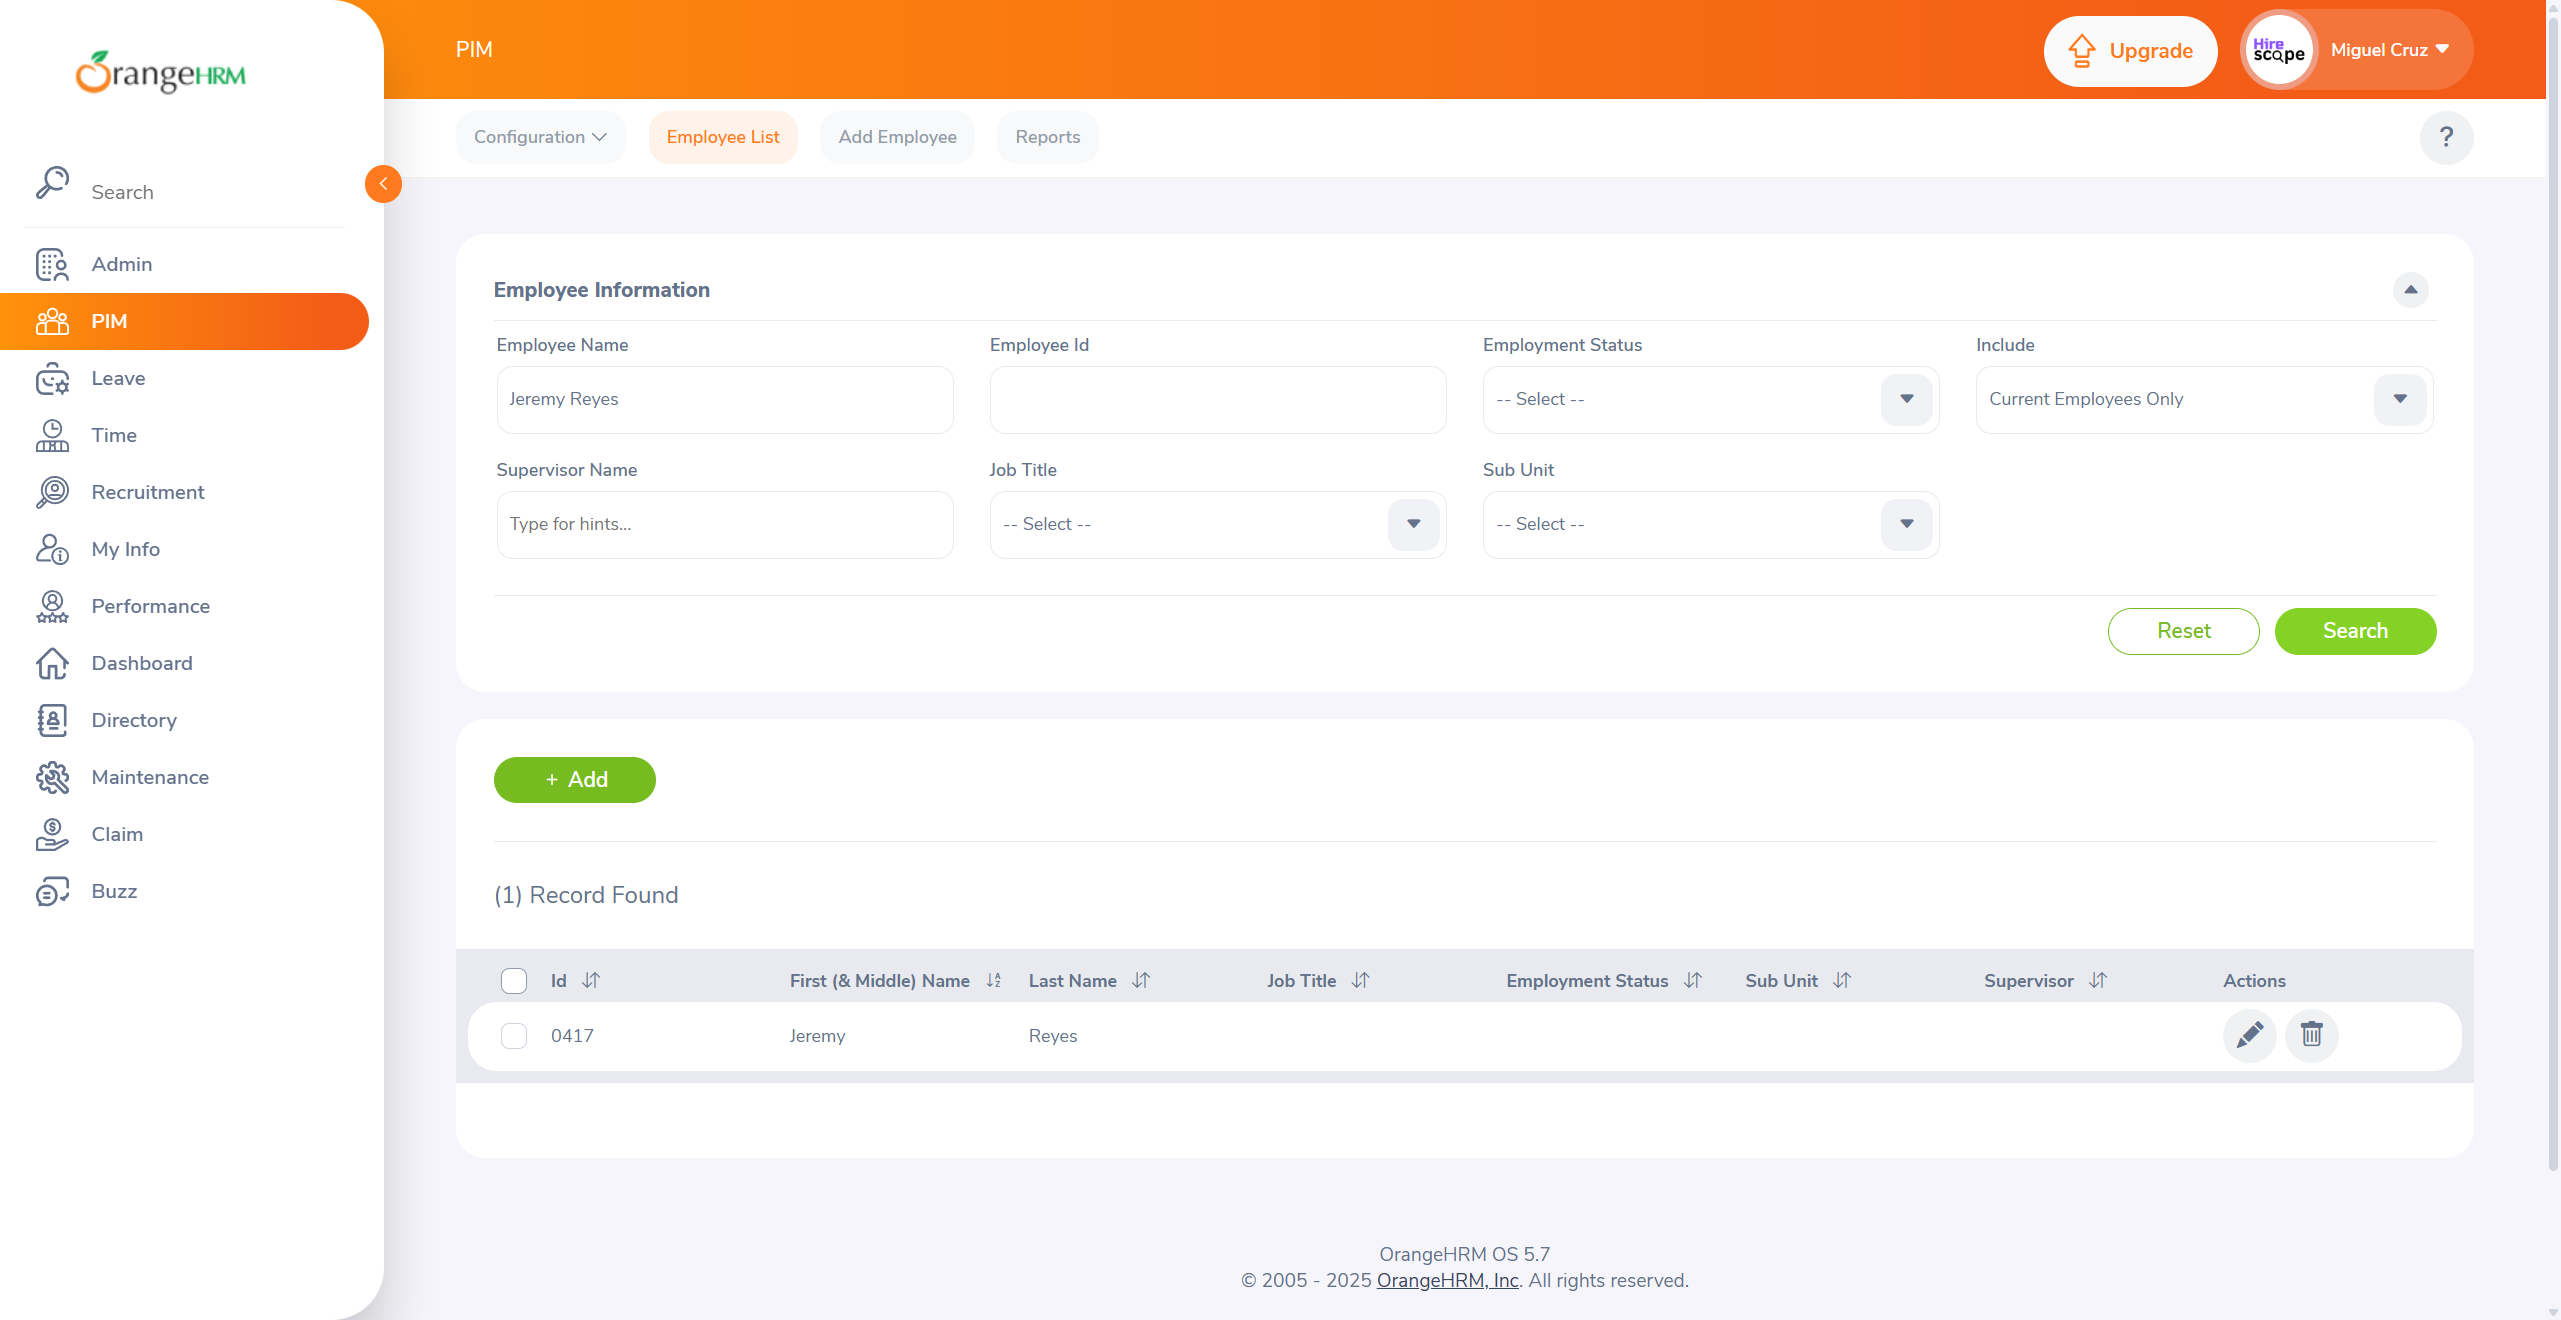 OrangeHRM
PIM
Upgrade
Hire
scope
Miguel Cruz
Configuration
Employee List
Add Employee
Reports
?
Search
Admin
PIM
Leave
Time
Recruitment
My Info
Performance
Dashboard
Directory
Maintenance
Claim
Buzz
Employee Information
Employee Name
Employee Id
Employment Status
Include
Jeremy Reyes
-- Select --
Current Employees Only
Supervisor Name
Job Title
Sub Unit
Type for hints...
-- Select --
-- Select --
Reset
Search
+ Add
(1) Record Found
Id
First (& Middle) Name
Last Name
Job Title
Employment Status
Sub Unit
Supervisor
Actions
0417
Jeremy
Reyes
OrangeHRM OS 5.7
© 2005 - 2025 OrangeHRM, Inc. All rights reserved.